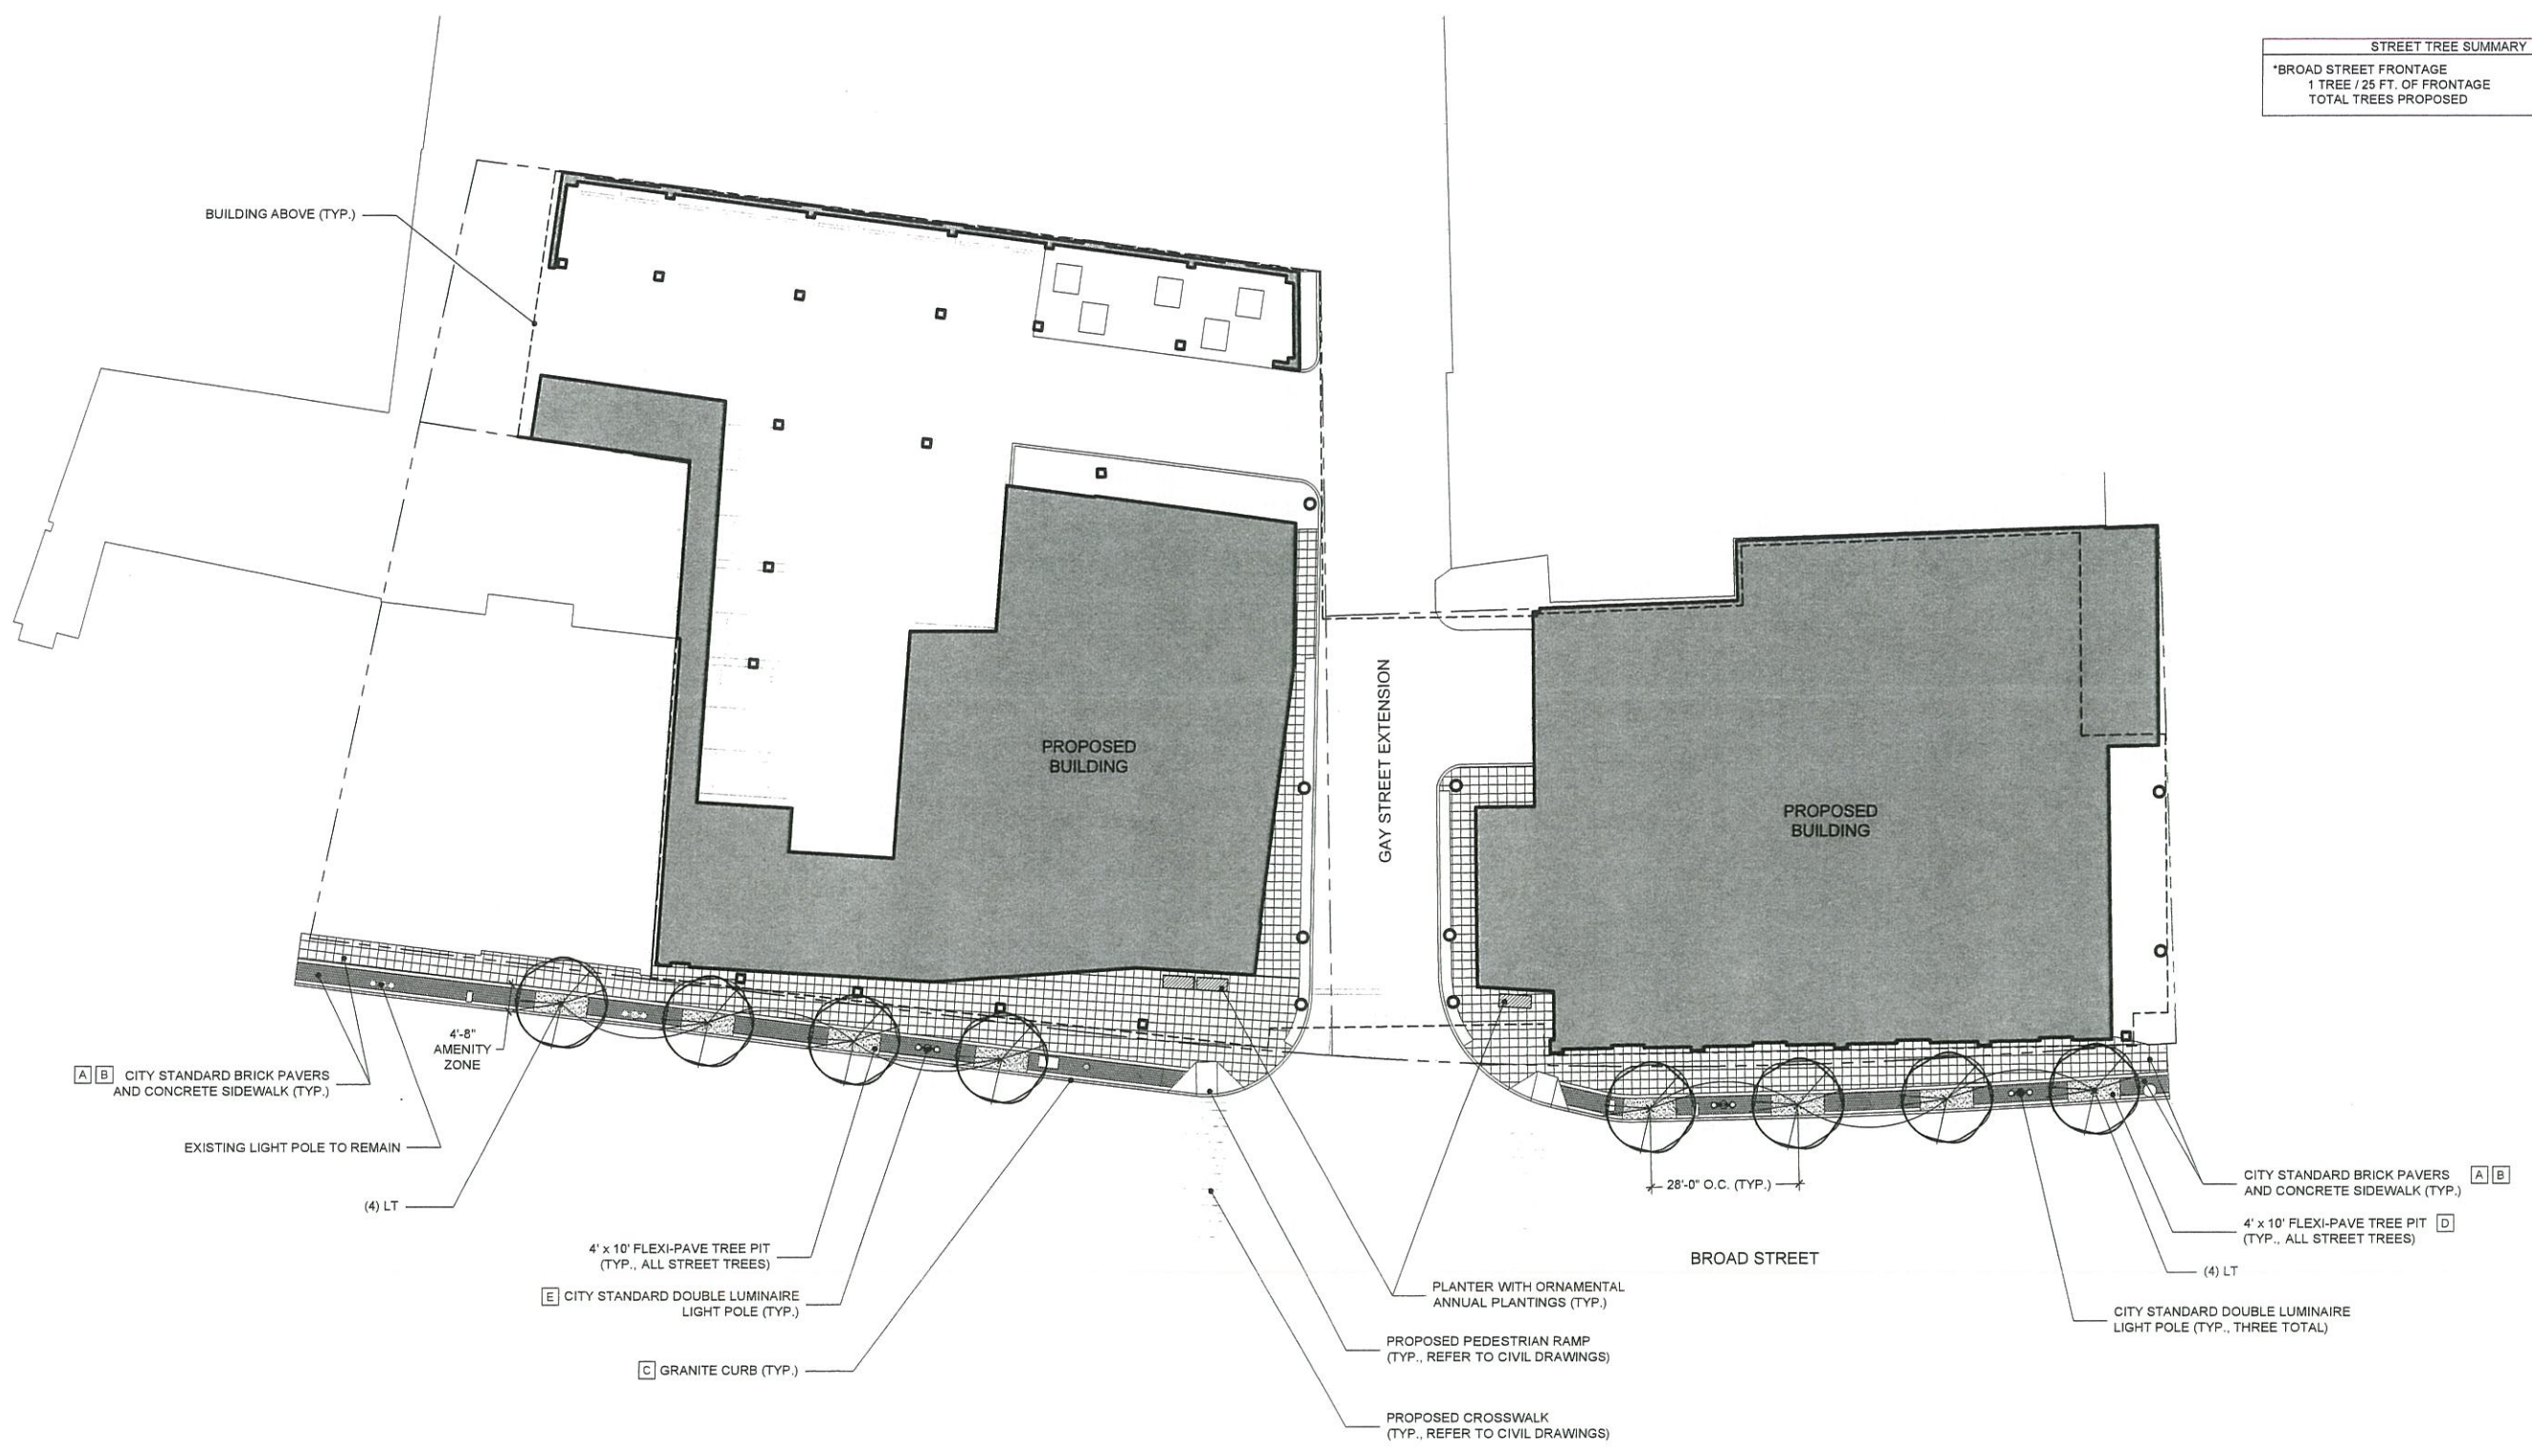 STREET TREE SUMMARY
*BROAD STREET FRONTAGE
1 TREE / 25 FT. OF FRONTAGE
TOTAL TREES PROPOSED
BUILDING ABOVE (TYP.)
GAY STREET EXTENSION
PROPOSED
BUILDING
PROPOSED
BUILDING
4'-8"
AMENITY
ZONE
A B CITY STANDARD BRICK PAVERS
AND CONCRETE SIDEWALK (TYP.)
EXISTING LIGHT POLE TO REMAIN
(4) LT
4' x 10' FLEXI-PAVE TREE PIT
(TYP., ALL STREET TREES)
E CITY STANDARD DOUBLE LUMINAIRE
LIGHT POLE (TYP.)
C GRANITE CURB (TYP.)
28'-0" O.C. (TYP.)
BROAD STREET
PLANTER WITH ORNAMENTAL
ANNUAL PLANTINGS (TYP.)
PROPOSED PEDESTRIAN RAMP
(TYP., REFER TO CIVIL DRAWINGS)
PROPOSED CROSSWALK
(TYP., REFER TO CIVIL DRAWINGS)
CITY STANDARD BRICK PAVERS A B
AND CONCRETE SIDEWALK (TYP.)
4' x 10' FLEXI-PAVE TREE PIT D
(TYP., ALL STREET TREES)
(4) LT
CITY STANDARD DOUBLE LUMINAIRE
LIGHT POLE (TYP., THREE TOTAL)